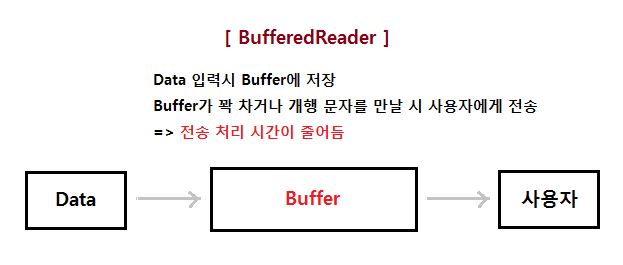 [ BufferedReader ]
Data 입력시 Buffer에 저장
Buffer가 꽉 차거나 개행 문자를 만날 시 사용자에게 전송
=> 전송 처리 시간이 줄어듬
Data
Buffer
사용자